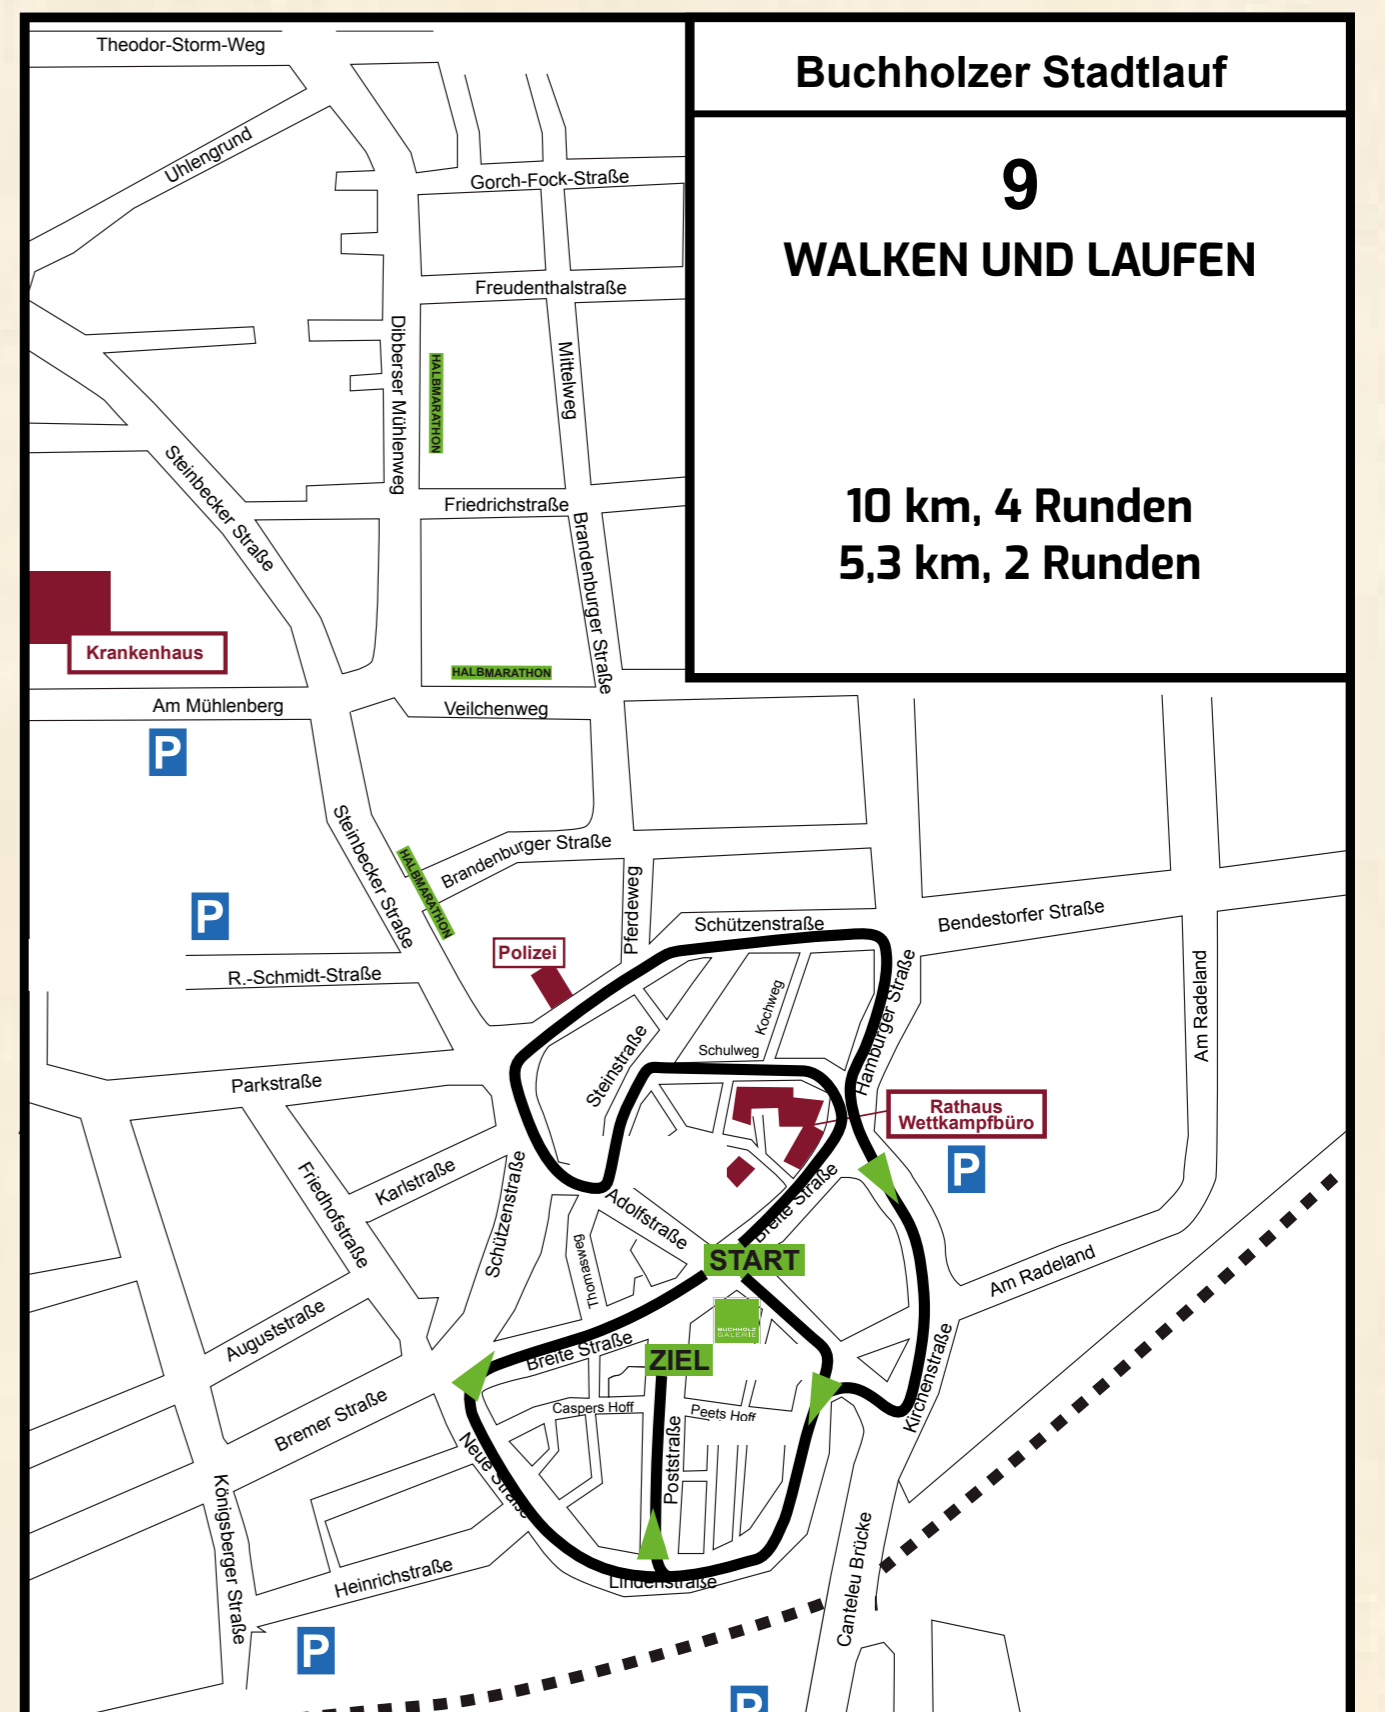 Theodor-Storm-Weg
Buchholzer Stadtlauf
9
WALKEN UND LAUFEN
10 km, 4 Runden
5,3 km, 2 Runden
Uhlengrund
Gorch-Fock-Straße
Freudenthalstraße
Dibberser Mühlenweg
HALBMARATHON
Mittelweg
Steinbecker Straße
Friedrichstraße
Brandenburger Straße
Krankenhaus
HALBMARATHON
Am Mühlenberg
Veilchenweg
P
Steinbecker Straße
HALBMARATHON
Brandenburger Straße
Pferdeweg
P
Schützenstraße
Bendestorfer Straße
Polizei
R.-Schmidt-Straße
Hamburger Straße
Am Radeland
Kochweg
Steinstraße
Schulweg
Parkstraße
Rathaus
Wettkampfbüro
P
Friedhofstraße
Karlstraße
Schützenstraße
Adolfstraße
Breite Straße
Thomasweg
START
Am Radeland
BUCHHOLZ
GALERIE
Auguststraße
Breite Straße
ZIEL
Kirchenstraße
Bremer Straße
Caspers Hoff
Peets Hoff
Neue Straße
Poststraße
Königsberger Straße
Heinrichstraße
Lindenstraße
Canteleu Brücke
P
P